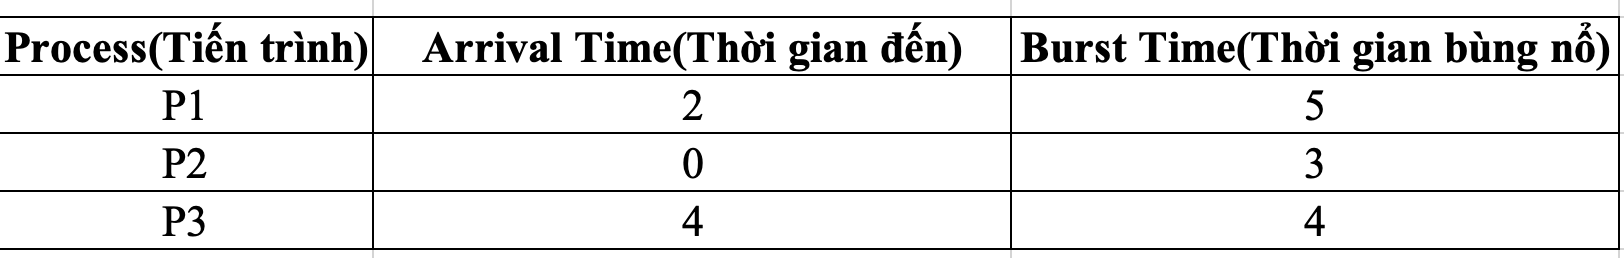 Process(Tiến trình) Arrival Time(Thời gian đến) Burst Time(Thời gian bùng nổ)
P1 2 5
P2 0 3
P3 4 4